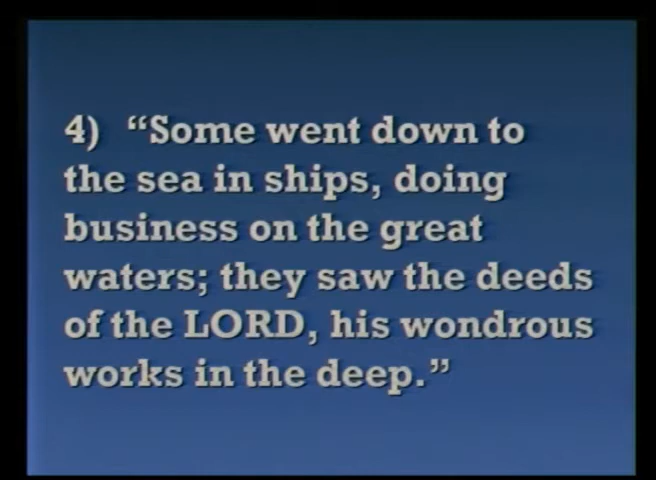 4) “Some went down to
the sea in ships, doing
business on the great
waters; they saw the deeds
of the LORD, his wondrous
works in the deep.”